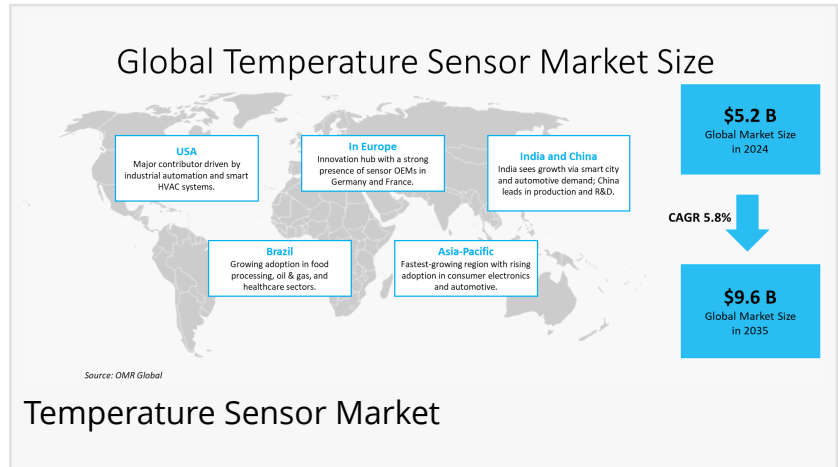 Global Temperature Sensor Market Size
USA
Major contributor driven by
industrial automation and smart
HVAC systems.
In Europe
Innovation hub with a strong
presence of sensor OEMs in
Germany and France.
India and China
India sees growth via smart city
and automotive demand; China
leads in production and R&D.
Brazil
Growing adoption in food
processing, oil & gas, and
healthcare sectors.
Asia-Pacific
Fastest-growing region with rising
adoption in consumer electronics
and automotive.
$5.2 B
Global Market Size
in 2024
CAGR 5.8%
$9.6 B
Global Market Size
in 2035
Source: OMR Global
Temperature Sensor Market